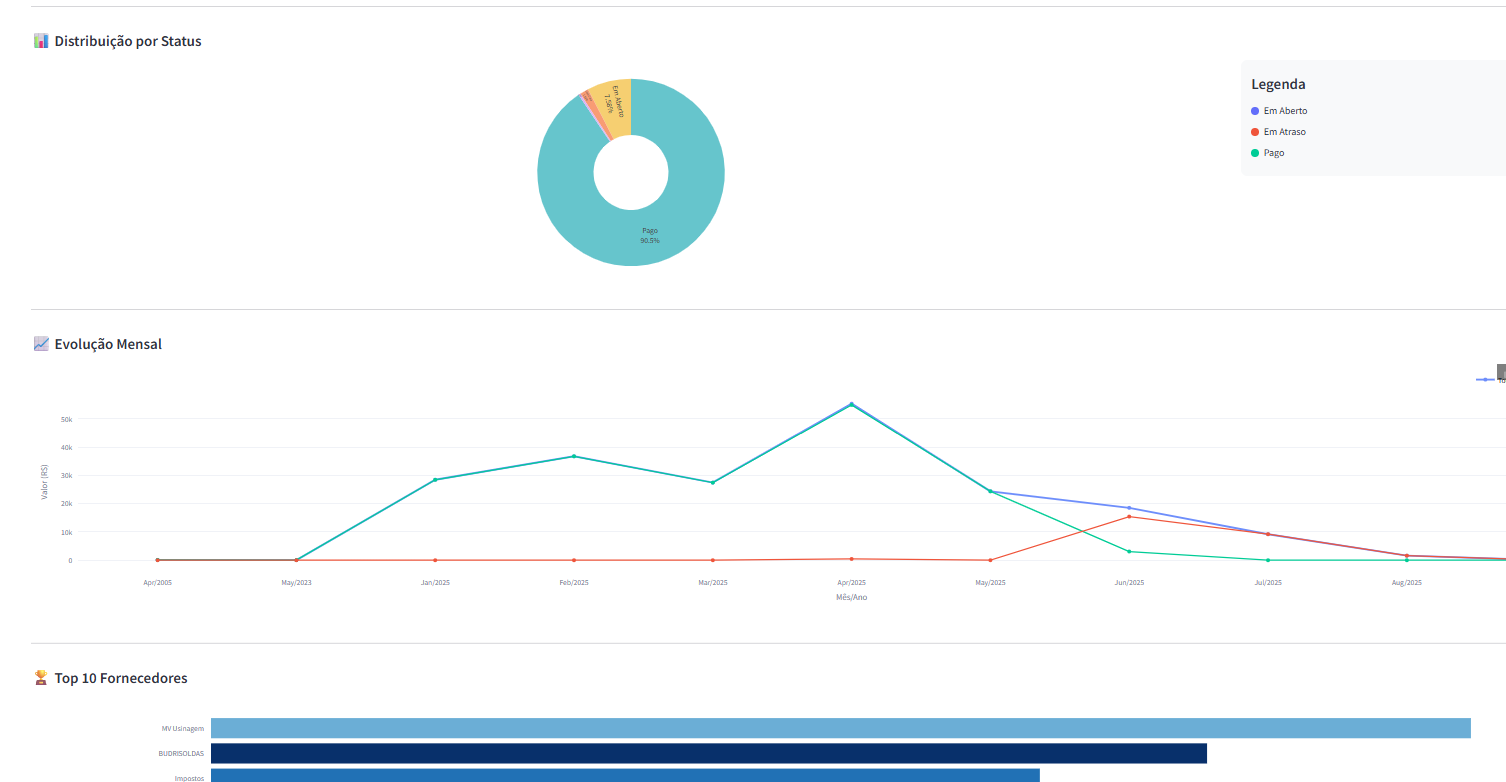 Distribuição por Status
Em Aberto
7.56%
Pago
90.5%
Legenda
Em Aberto
Em Atraso
Pago
Evolução Mensal
50k
40k
30k
20k
10k
0
Valor (R$)
Apr/2005
May/2023
Jan/2025
Feb/2025
Mar/2025
Apr/2025
May/2025
Jun/2025
Jul/2025
Aug/2025
Mês/Ano
Top 10 Fornecedores
MV Usinagem
BUDRISOLDAS
Impostos